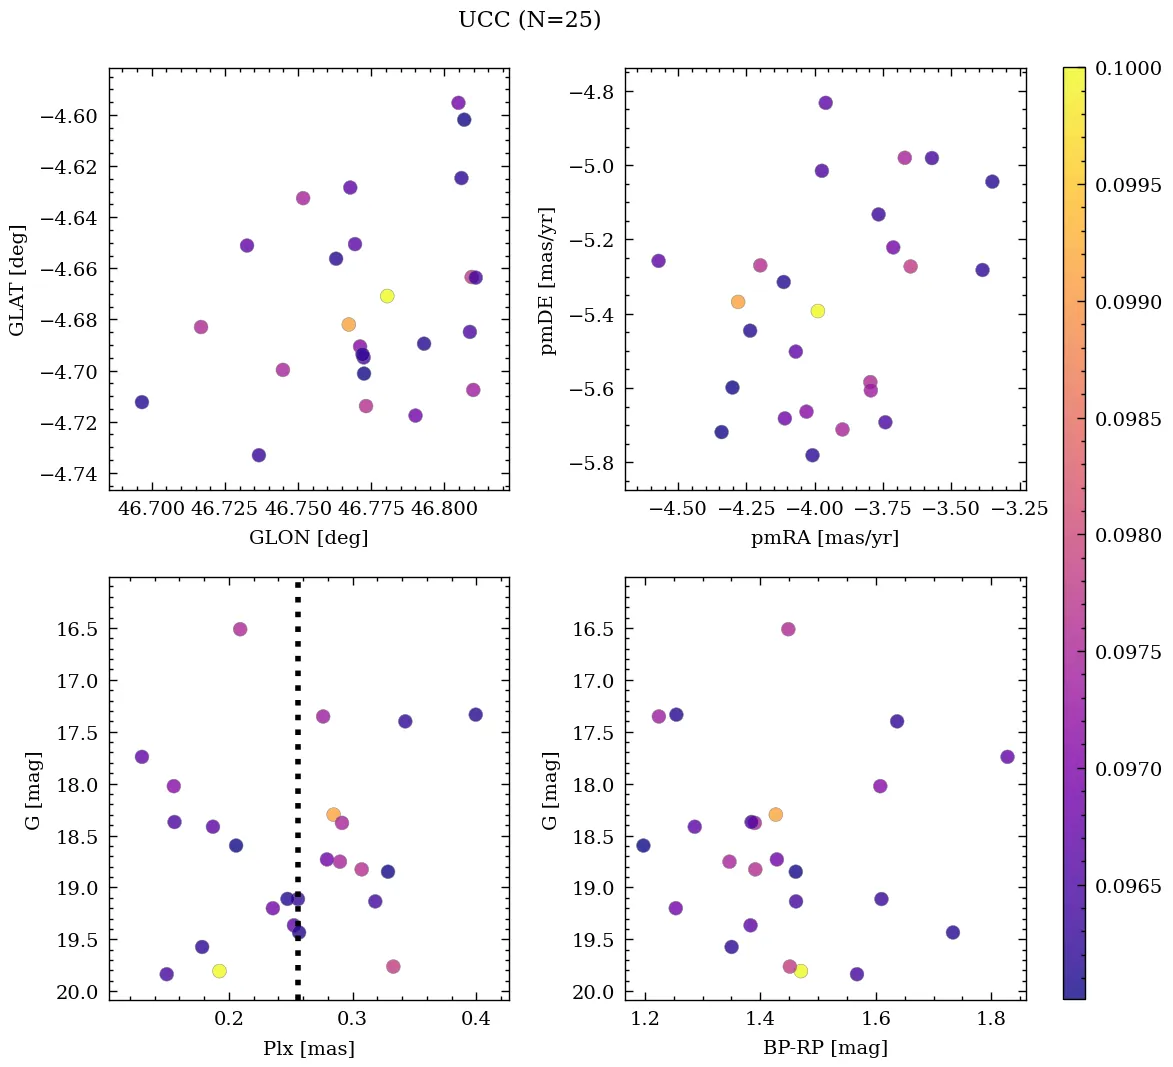 UCC (N=25)
−4.60
−4.62
−4.64
−4.66
−4.68
−4.70
−4.72
−4.74
GLAT [deg]
46.700 46.725 46.750 46.775 46.800
GLON [deg]
−4.8
−5.0
−5.2
−5.4
−5.6
−5.8
pmDE [mas/yr]
−4.50 −4.25 −4.00 −3.75 −3.50 −3.25
pmRA [mas/yr]
16.5
17.0
17.5
18.0
18.5
19.0
19.5
20.0
G [mag]
0.2 0.3 0.4
Plx [mas]
16.5
17.0
17.5
18.0
18.5
19.0
19.5
20.0
G [mag]
1.2 1.4 1.6 1.8
BP-RP [mag]
0.1000
0.0995
0.0990
0.0985
0.0980
0.0975
0.0970
0.0965